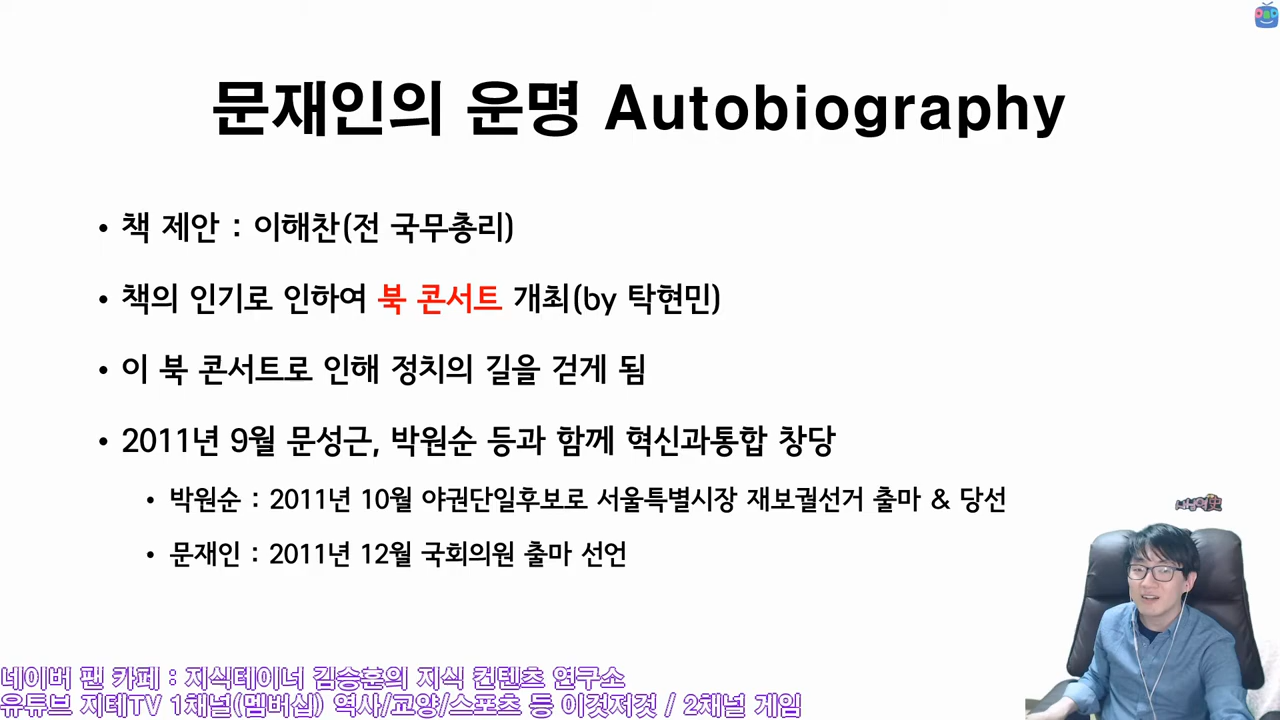 문재인의 운명 Autobiography
• 책 제안 : 이해찬(전 국무총리)
• 책의 인기로 인하여 북 콘서트 개최(by 탁현민)
• 이 북 콘서트로 인해 정치의 길을 걷게 됨
• 2011년 9월 문성근, 박원순 등과 함께 혁신과통합 창당
• 박원순 : 2011년 10월 야권단일후보로 서울특별시장 재보궐선거 출마 & 당선
• 문재인 : 2011년 12월 국회의원 출마 선언
네이버 팬 카페 : 지식테이너 김승훈의 지식 컨텐츠 연구소
유튜브 지테TV 1채널(멤버십) 역사/교양/스포츠 등 이것저것 / 2채널 게임